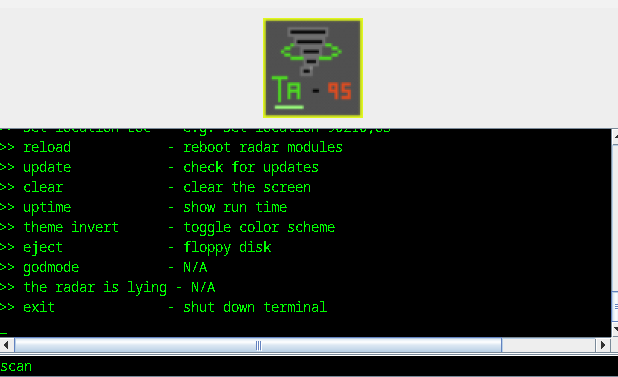 TA - 95
>> set location LOC - e.g. set location 90210,US
>> reload - reboot radar modules
>> update - check for updates
>> clear - clear the screen
>> uptime - show run time
>> theme invert - toggle color scheme
>> eject - floppy disk
>> godmode - N/A
>> the radar is lying - N/A
>> exit - shut down terminal
_
scan